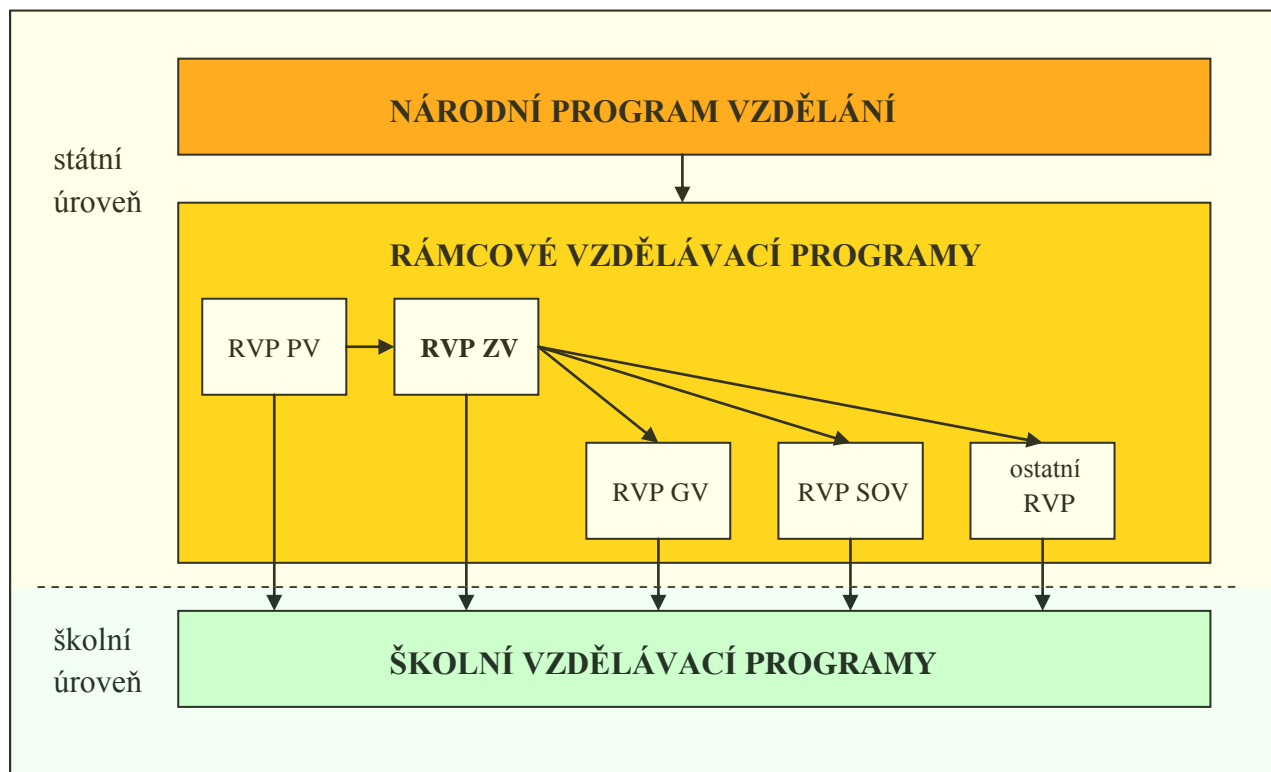 NÁRODNÍ PROGRAM VZDĚLÁNÍ
státní
úroveň
RÁMCOVÉ VZDĚLÁVACÍ PROGRAMY
RVP PV
RVP ZV
RVP GV
RVP SOV
ostatní
RVP
školní
úroveň
ŠKOLNÍ VZDĚLÁVACÍ PROGRAMY